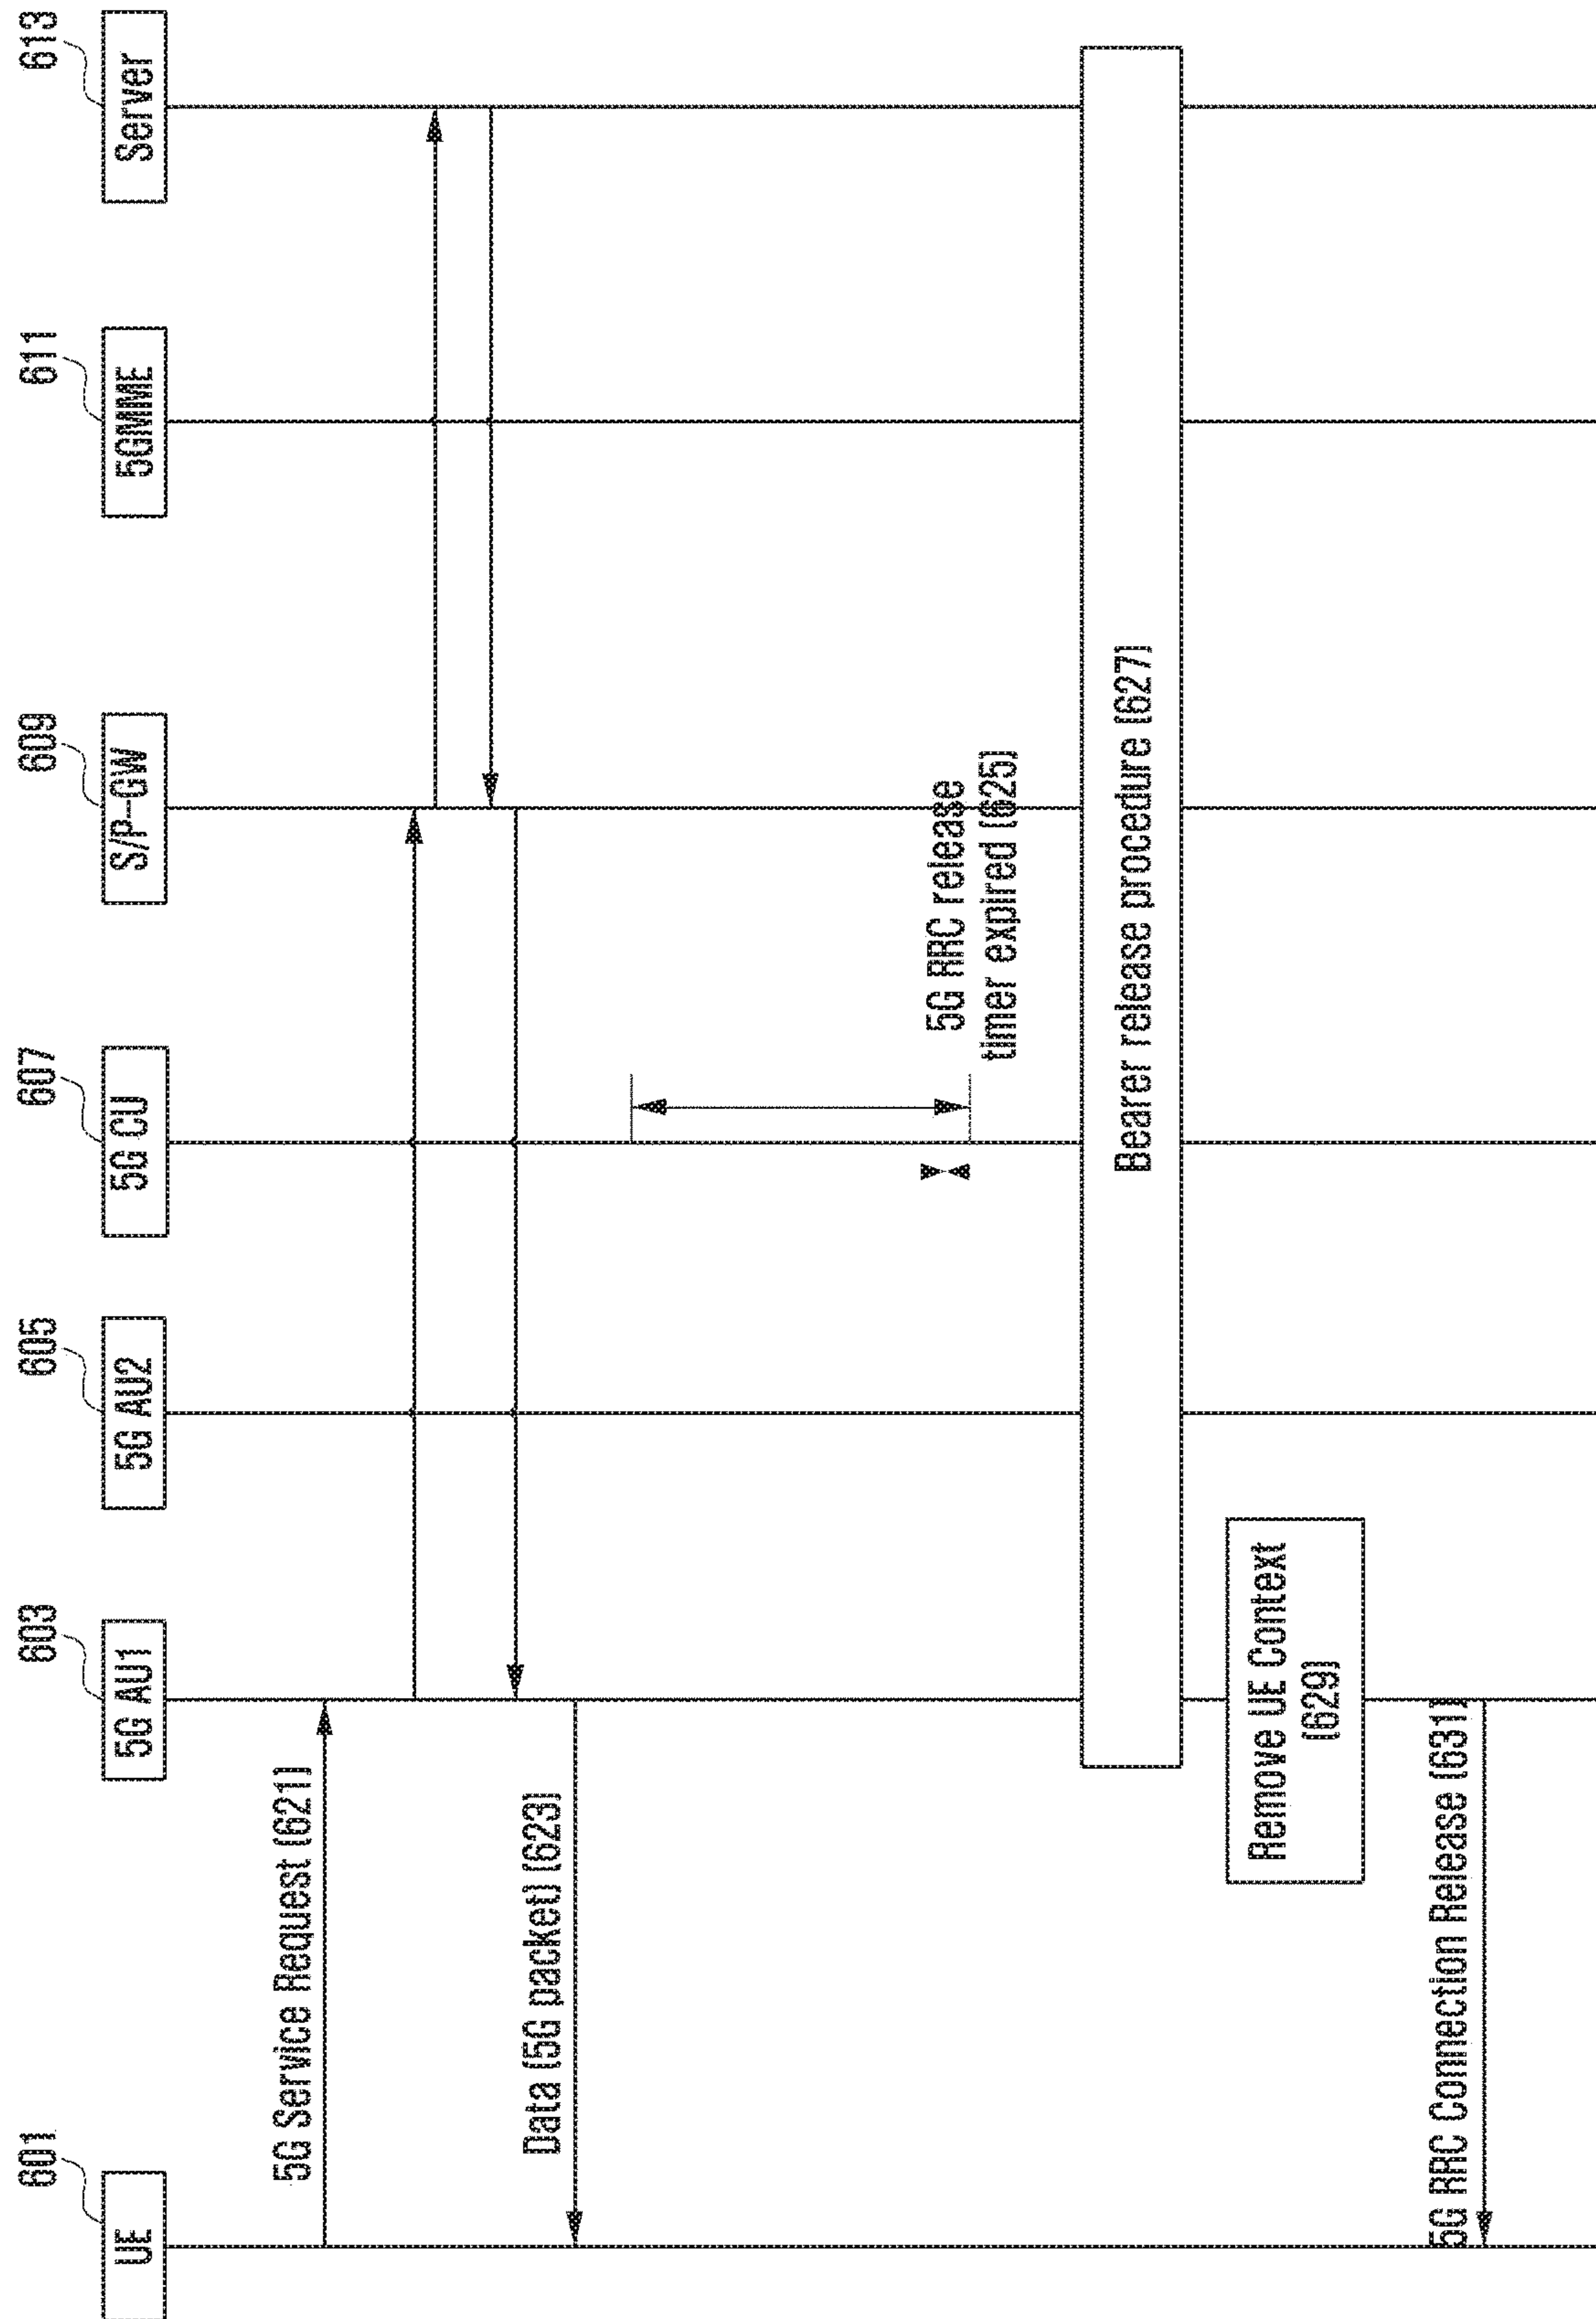 601
603
605
607
609
611
613
UE
5G AU1
5G AU2
5G CU
S/P-GW
5GMME
Server
5G Service Request (621)
Data (5G packet) (623)
5G RRC release
timer expired (625)
Bearer release procedure (627)
Remove UE Context
(629)
5G RRC Connection Release (631)